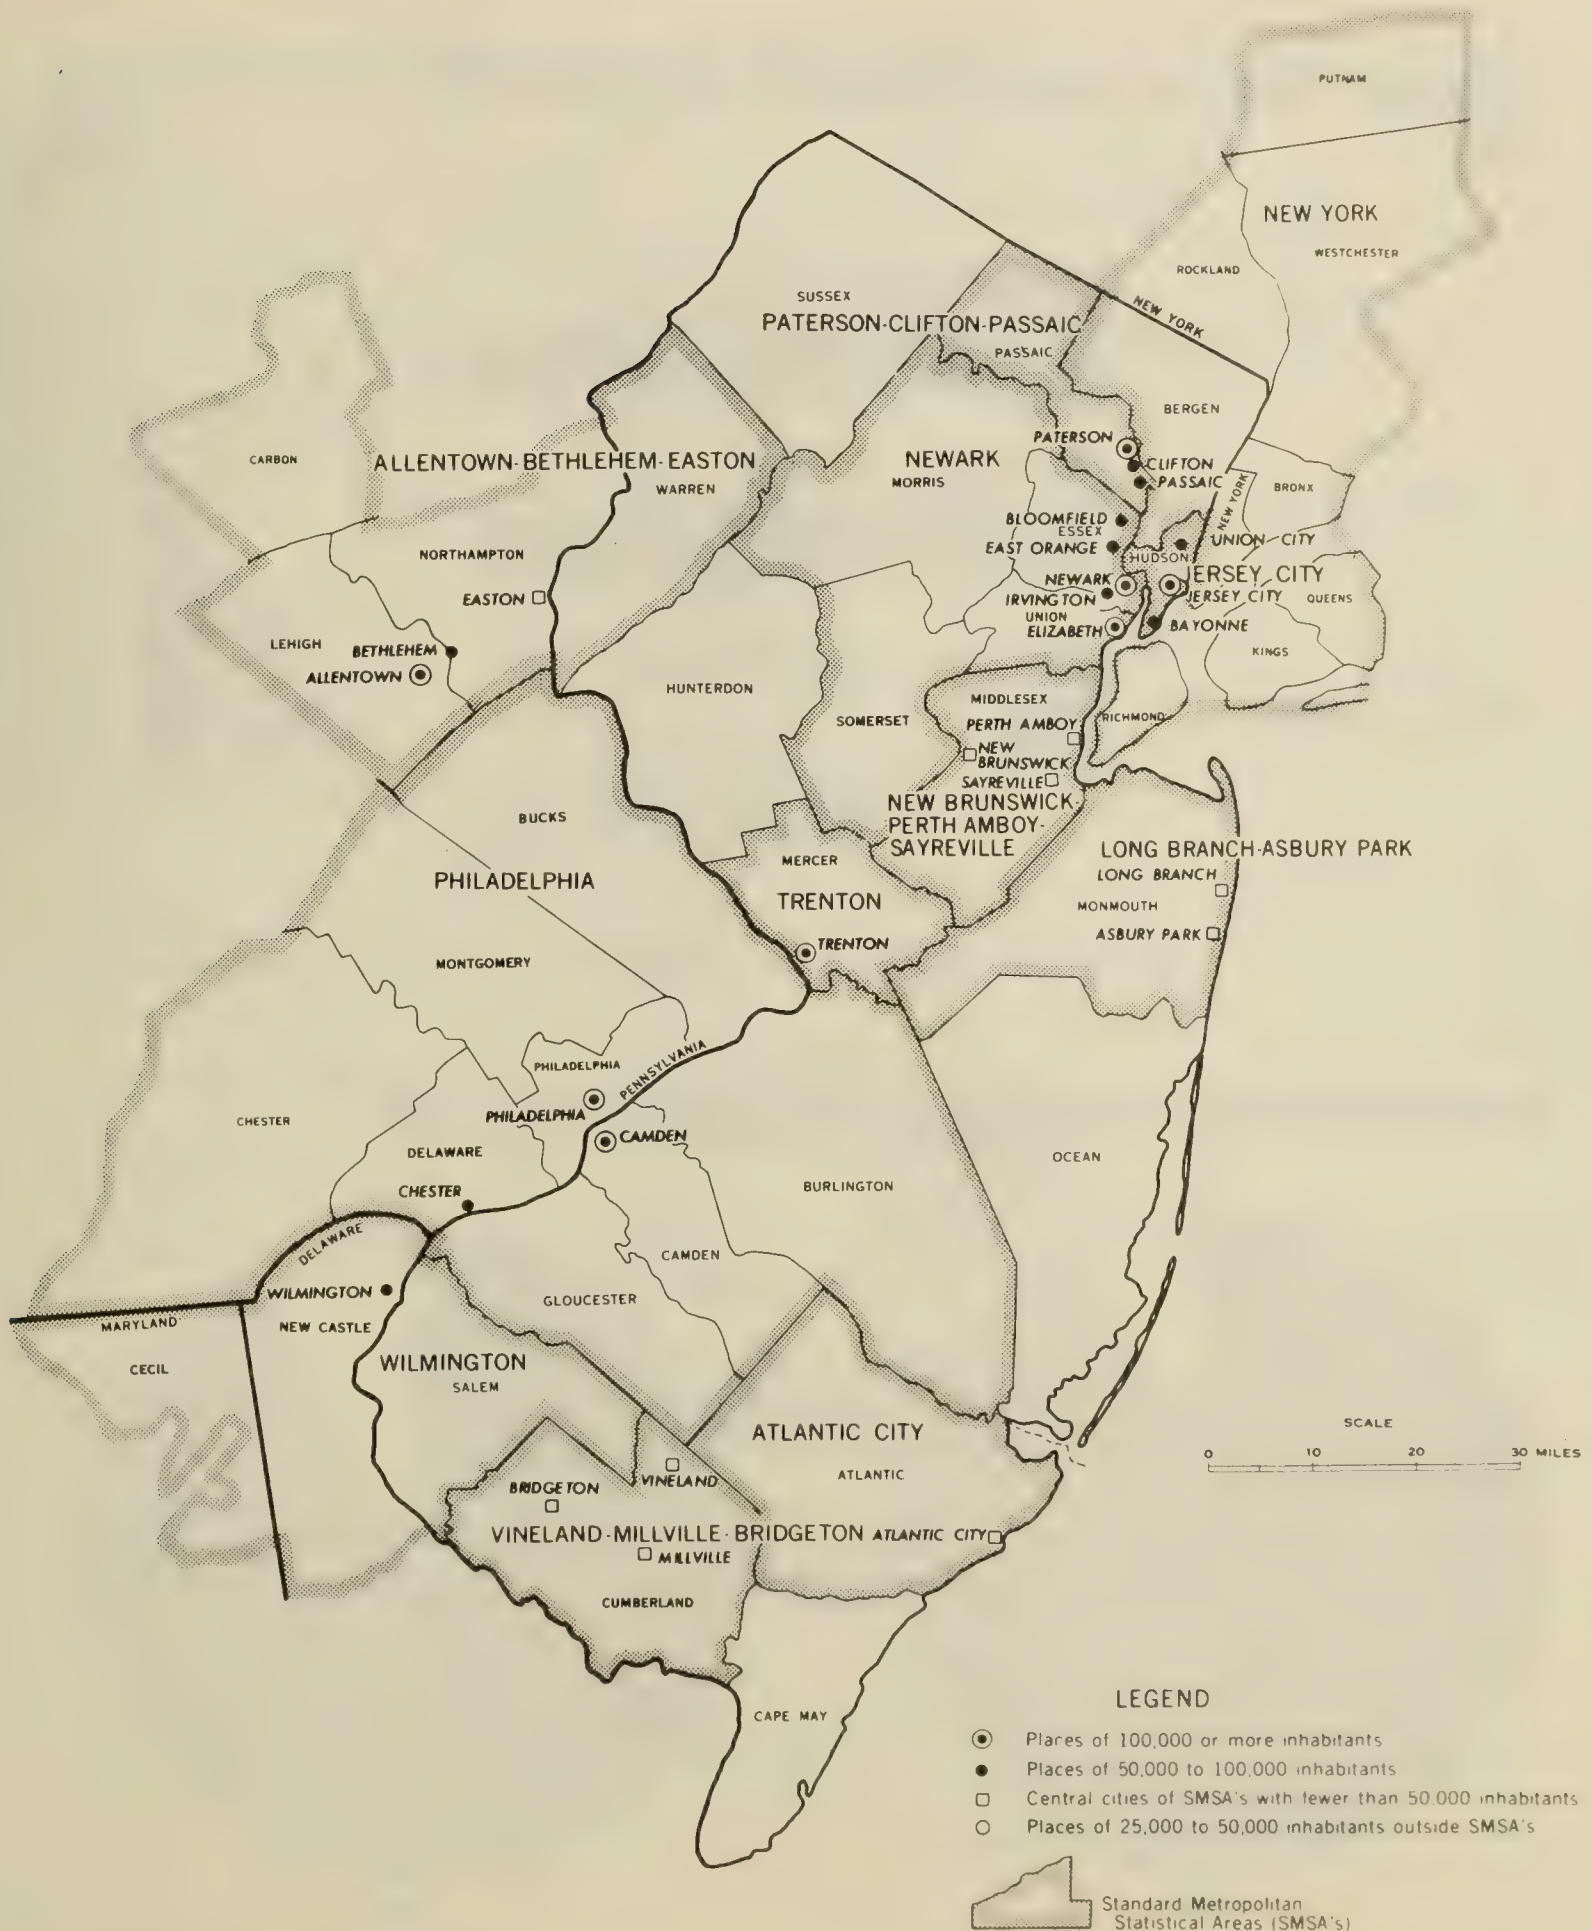 PUTNAM
NEW YORK
WESTCHESTER
ROCKLAND
NEW YORK
SUSSEX
PATERSON-CLIFTON-PASSAIC
PASSAIC
BERGEN
PATERSON
CLIFTON
PASSAIC
CARBON
ALLENTOWN-BETHLEHEM-EASTON
WARREN
NEWARK
MORRIS
NEW YORK
BRONX
BLOOMFIELD
ESSEX
EAST ORANGE
UNION CITY
HUDSON
NORTHAMPTON
EASTON
NEWARK
JERSEY CITY
IRVINGTON
JERSEY CITY
QUEENS
UNION
ELIZABETH
BAYONNE
KINGS
LEHIGH
BETHLEHEM
ALLENTOWN
HUNTERDON
SOMERSET
MIDDLESEX
PERTH AMBOY
RICHMOND
NEW
BRUNSWICK
SAYREVILLE
NEW BRUNSWICK-
PERTH AMBOY-
SAYREVILLE
BUCKS
MERCER
LONG BRANCH-ASBURY PARK
LONG BRANCH
PHILADELPHIA
TRENTON
MONMOUTH
ASBURY PARK
TRENTON
MONTGOMERY
PHILADELPHIA
PENNSYLVANIA
PHILADELPHIA
CAMDEN
CHESTER
DELAWARE
CHESTER
OCEAN
BURLINGTON
DELAWARE
CAMDEN
WILMINGTON
GLOUCESTER
MARYLAND
NEW CASTLE
CECIL
WILMINGTON
SALEM
ATLANTIC CITY
ATLANTIC
SCALE
0 10 20 30 MILES
BRIDGETON
VINELAND
VINELAND-MILLVILLE-BRIDGETON
ATLANTIC CITY
MILLVILLE
CUMBERLAND
CAPE MAY
LEGEND
Places of 100,000 or more inhabitants
Places of 50,000 to 100,000 inhabitants
Central cities of SMSA's with fewer than 50,000 inhabitants
Places of 25,000 to 50,000 inhabitants outside SMSA's
Standard Metropolitan
Statistical Areas (SMSA's)